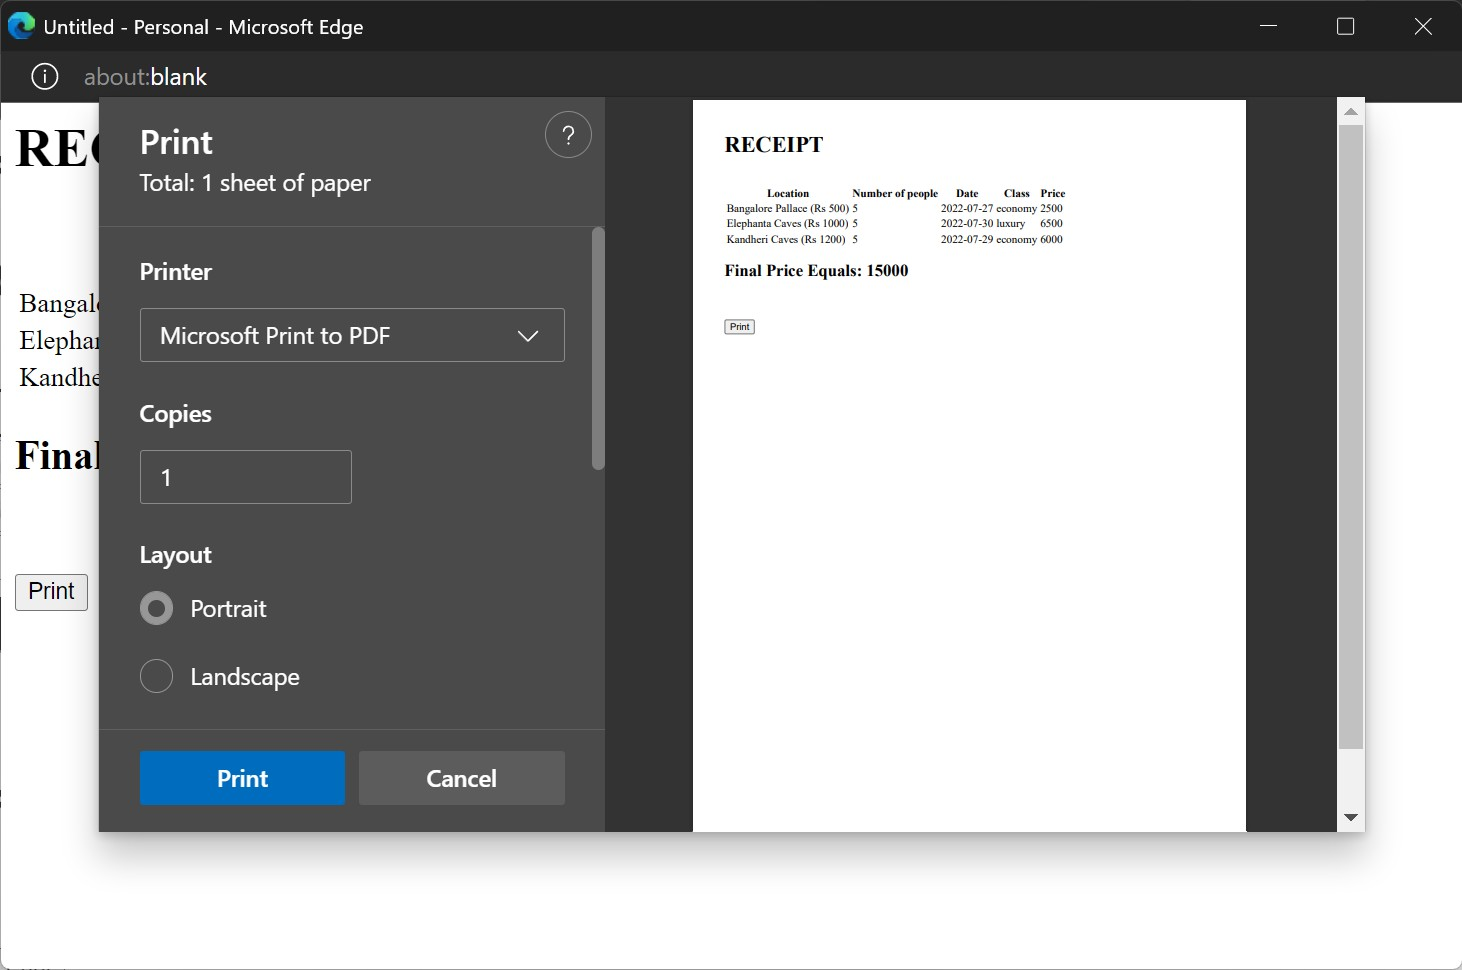 Untitled - Personal - Microsoft Edge
about:blank
REC
Bangalo
Elephan
Kandhe
Final
Print
Print
Total: 1 sheet of paper
?
Printer
Microsoft Print to PDF
Copies
1
Layout
Portrait
Landscape
Print
Cancel
RECEIPT
Location Number of people Date Class Price
Bangalore Pallace (Rs 500) 5 2022-07-27 economy 2500
Elephanta Caves (Rs 1000) 5 2022-07-30 luxury 6500
Kandheri Caves (Rs 1200) 5 2022-07-29 economy 6000
Final Price Equals: 15000
Print